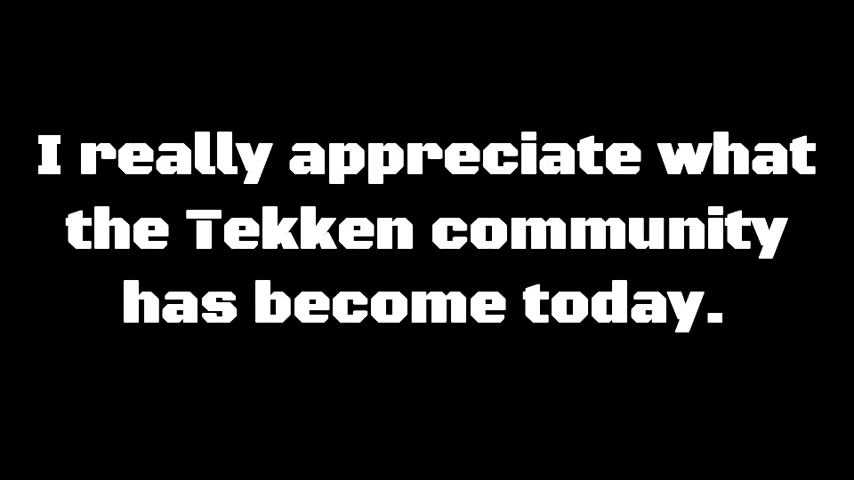 I really appreciate what
the Tekken community
has become today.